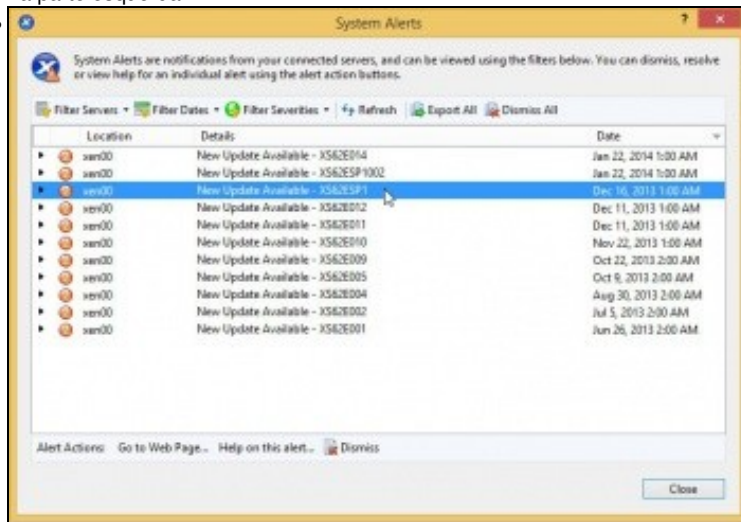 System Alerts
?
System Alerts are notifications from your connected servers, and can be viewed using the filters below. You can dismiss, resolve
or view help for an individual alert using the alert action buttons.
Filter Servers Filter Dates Filter Severities Refresh Export All Dismiss All
Location Details Date
xen00 New Update Available - XS62E014 Jan 22, 2014 1:00 AM
xen00 New Update Available - XS62ESP1002 Jan 22, 2014 1:00 AM
xen00 New Update Available - XS62ESP1 Dec 16, 2013 1:00 AM
xen00 New Update Available - XS62E012 Dec 11, 2013 1:00 AM
xen00 New Update Available - XS62E011 Dec 11, 2013 1:00 AM
xen00 New Update Available - XS62E010 Nov 22, 2013 1:00 AM
xen00 New Update Available - XS62E009 Oct 22, 2013 2:00 AM
xen00 New Update Available - XS62E005 Oct 9, 2013 2:00 AM
xen00 New Update Available - XS62E004 Aug 30, 2013 2:00 AM
xen00 New Update Available - XS62E002 Jul 5, 2013 2:00 AM
xen00 New Update Available - XS62E001 Jun 26, 2013 2:00 AM
Alert Actions: Go to Web Page... Help on this alert... Dismiss
Close